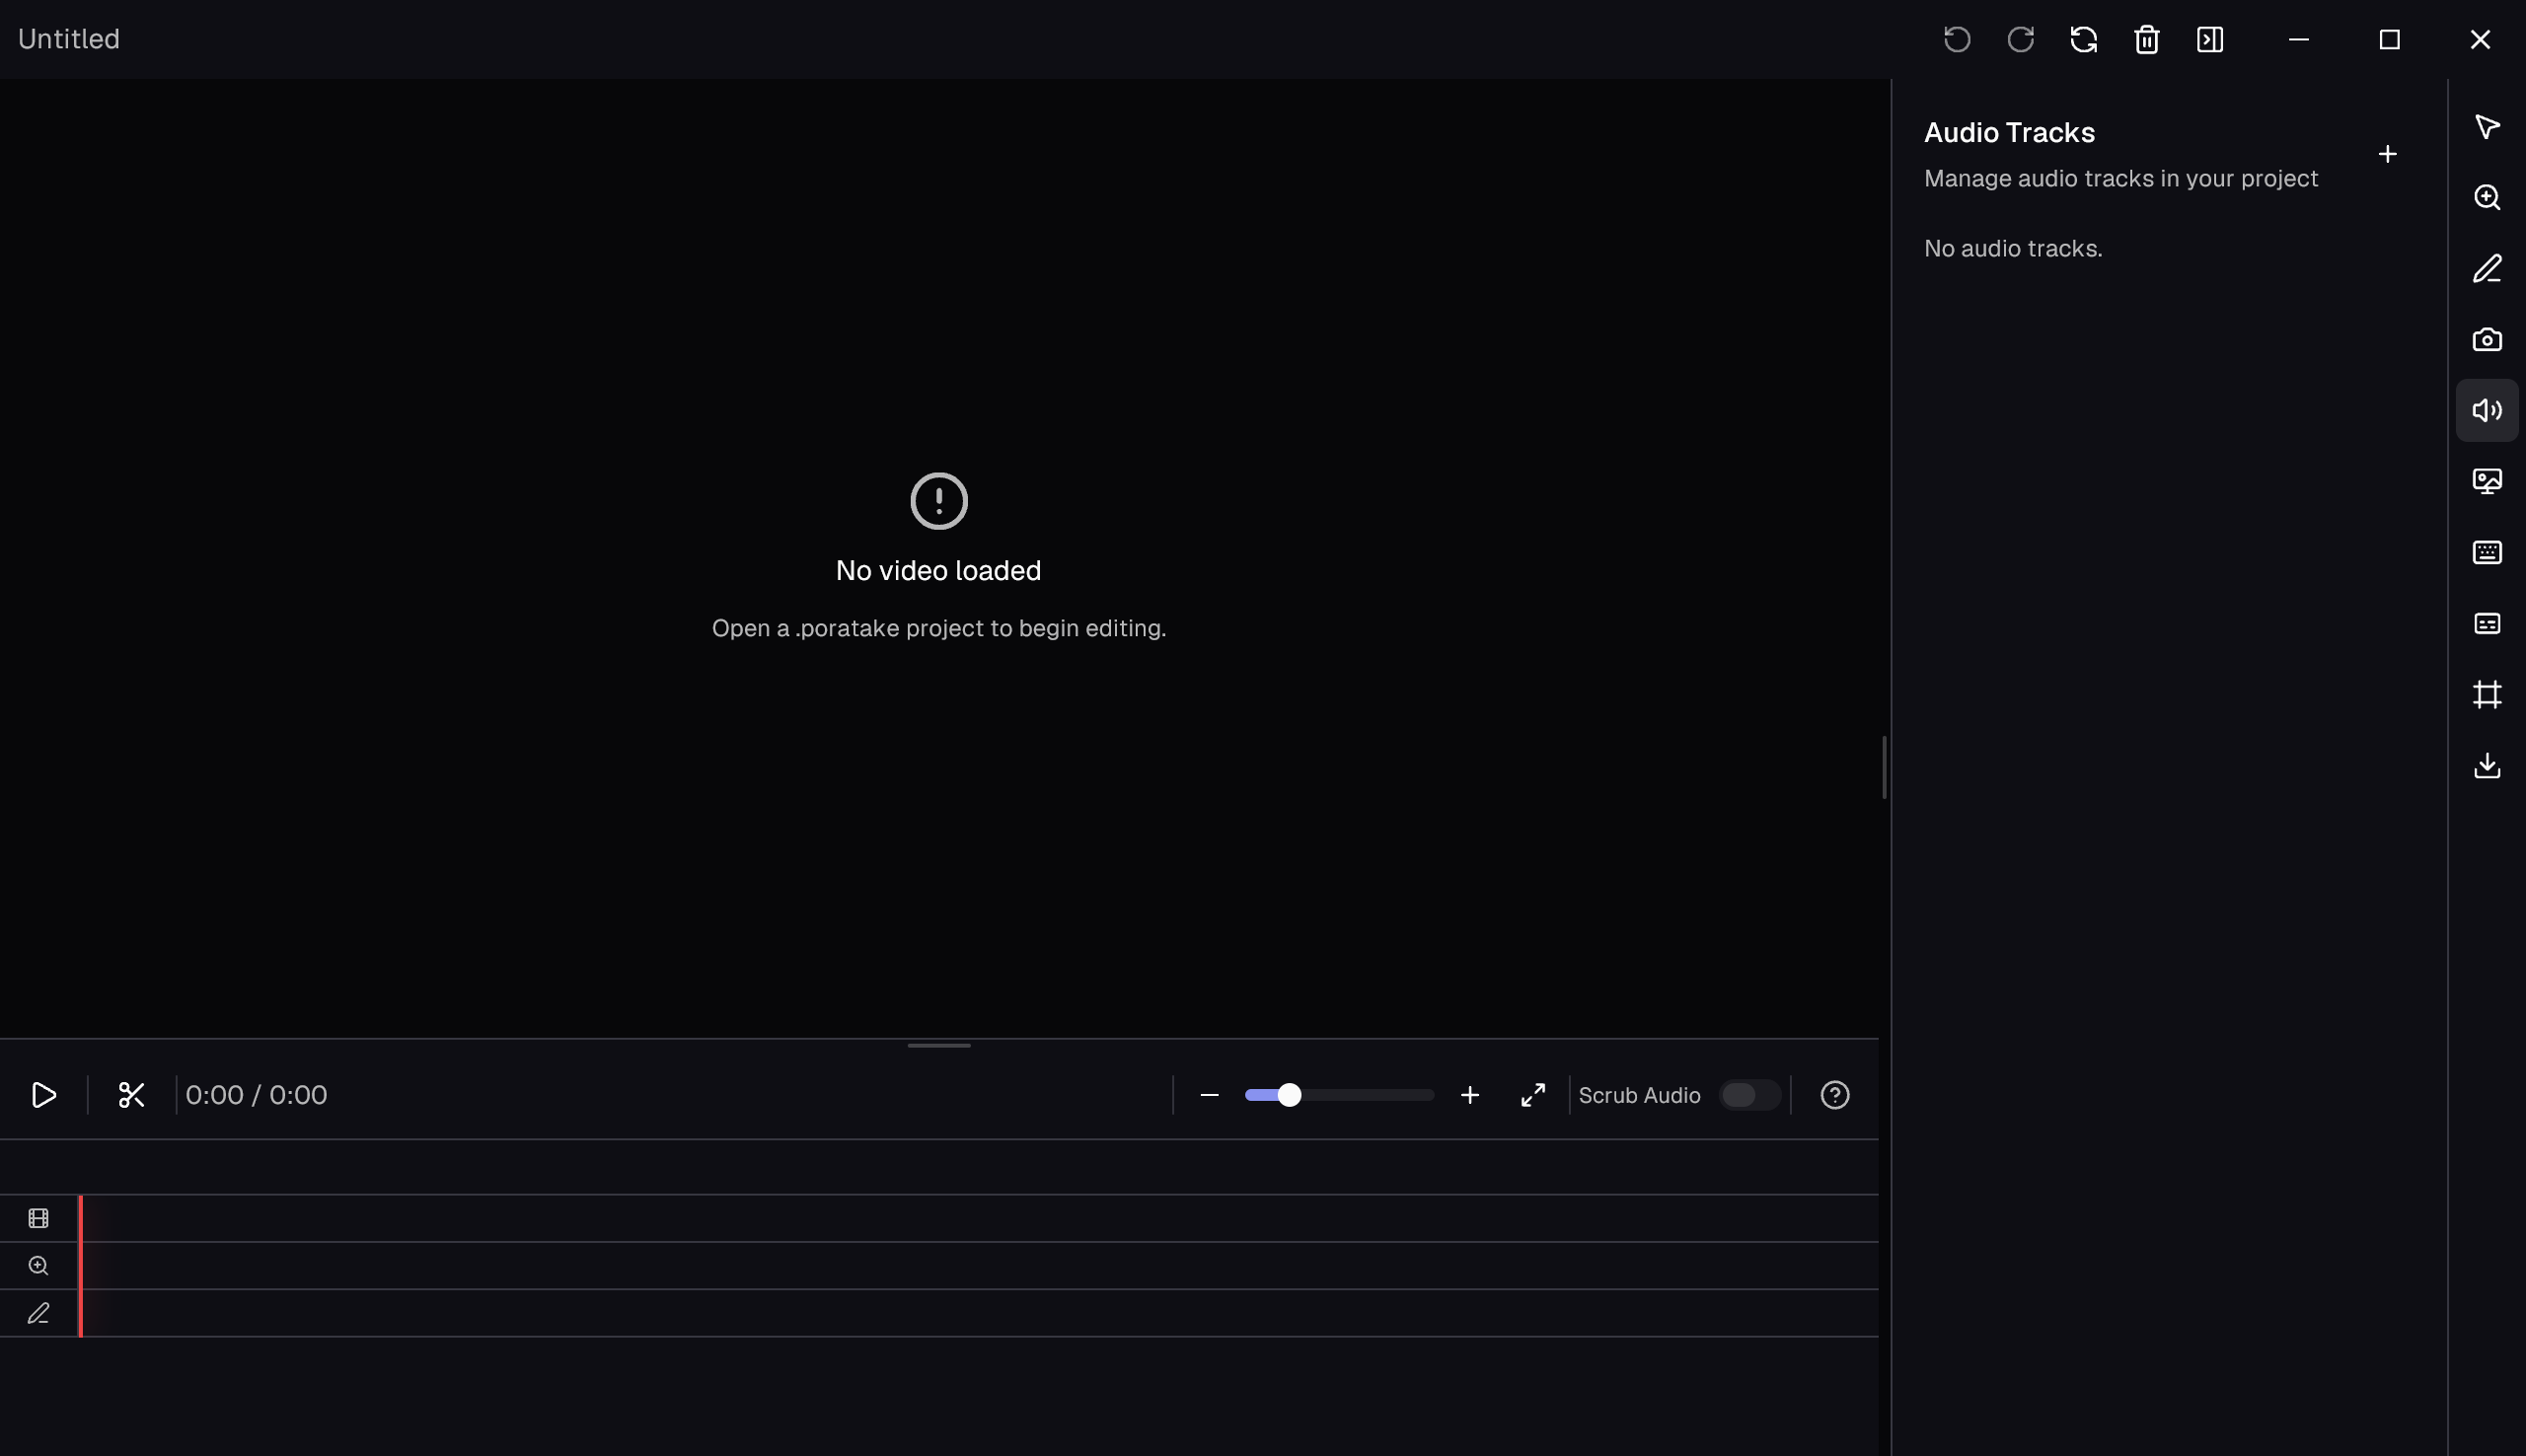 Untitled
Audio Tracks
Manage audio tracks in your project
No audio tracks.
No video loaded
Open a .poratake project to begin editing.
0:00 / 0:00
Scrub Audio